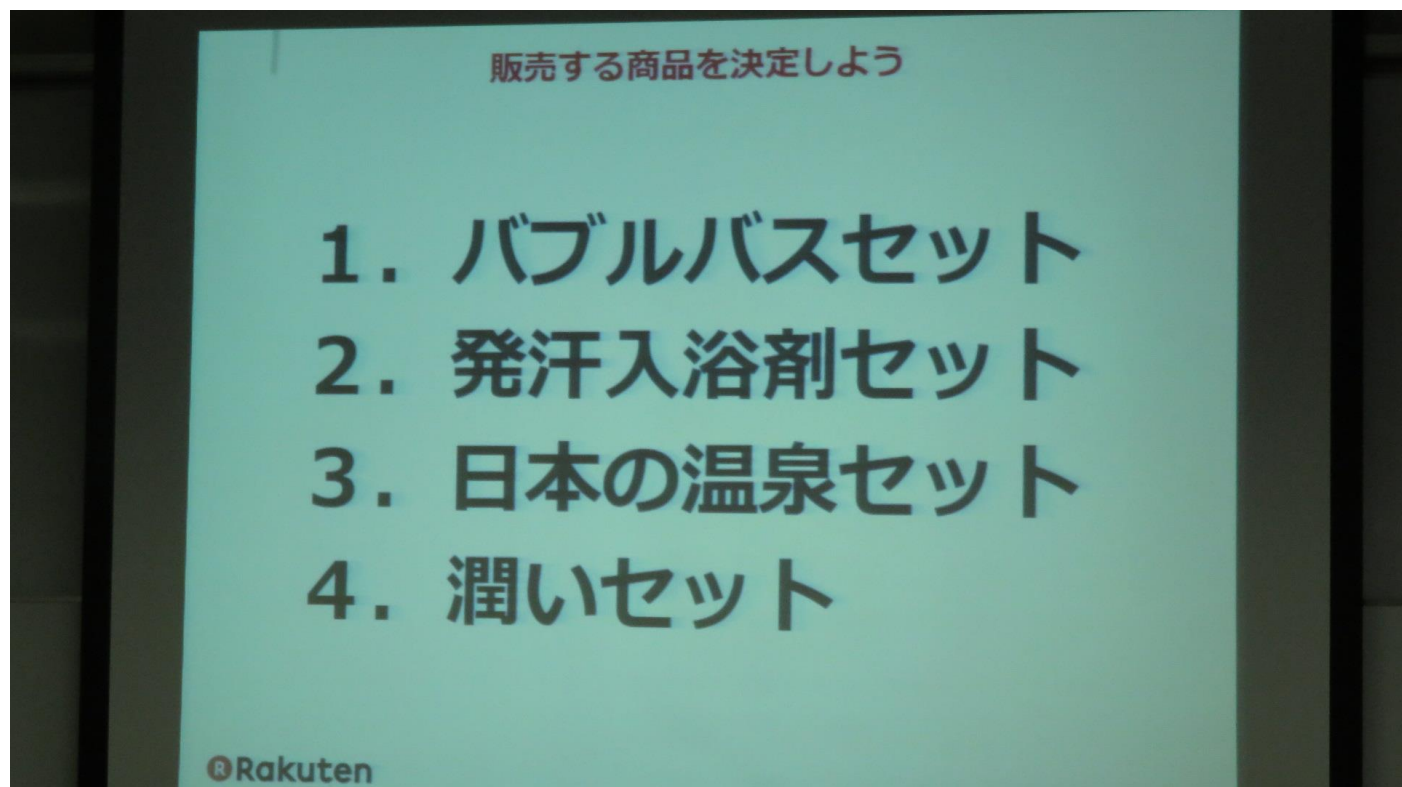 販売する商品を決定しよう
1. バブルバスセット
2. 発汗入浴剤セット
3. 日本の温泉セット
4. 潤いセット
R Rakuten